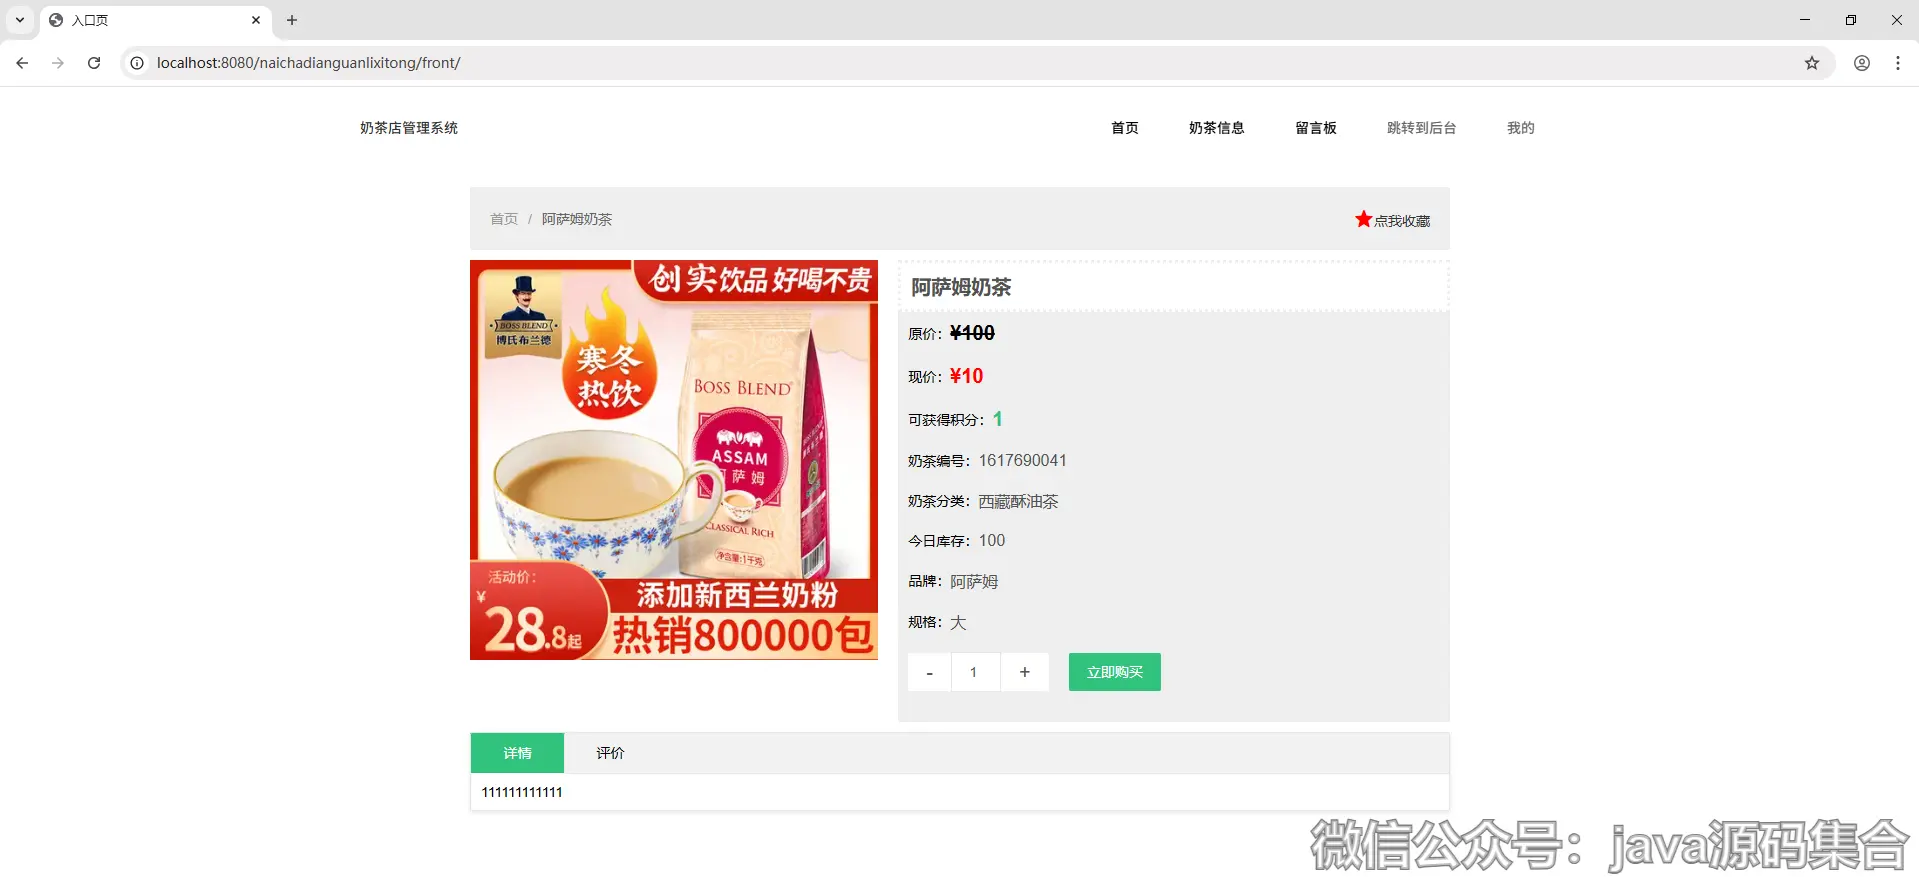 入口页
localhost:8080/naichadianguanlixitong/front/
奶茶店管理系统
首页
奶茶信息
留言板
跳转到后台
我的
首页 / 阿萨姆奶茶
点我收藏
创实饮品 好喝不贵
BOSS BLEND
博氏布兰德
寒冬
热饮
BOSS BLEND
ASSAM
阿萨姆
CLASSICAL RICH
净含量:1千克
活动价:
¥
28.8起
添加新西兰奶粉
热销800000包
阿萨姆奶茶
原价: ¥100
现价: ¥10
可获得积分: 1
奶茶编号: 1617690041
奶茶分类: 西藏酥油茶
今日库存: 100
品牌: 阿萨姆
规格: 大
- 1 +
立即购买
详情
评价
111111111111
微信公众号：java源码集合